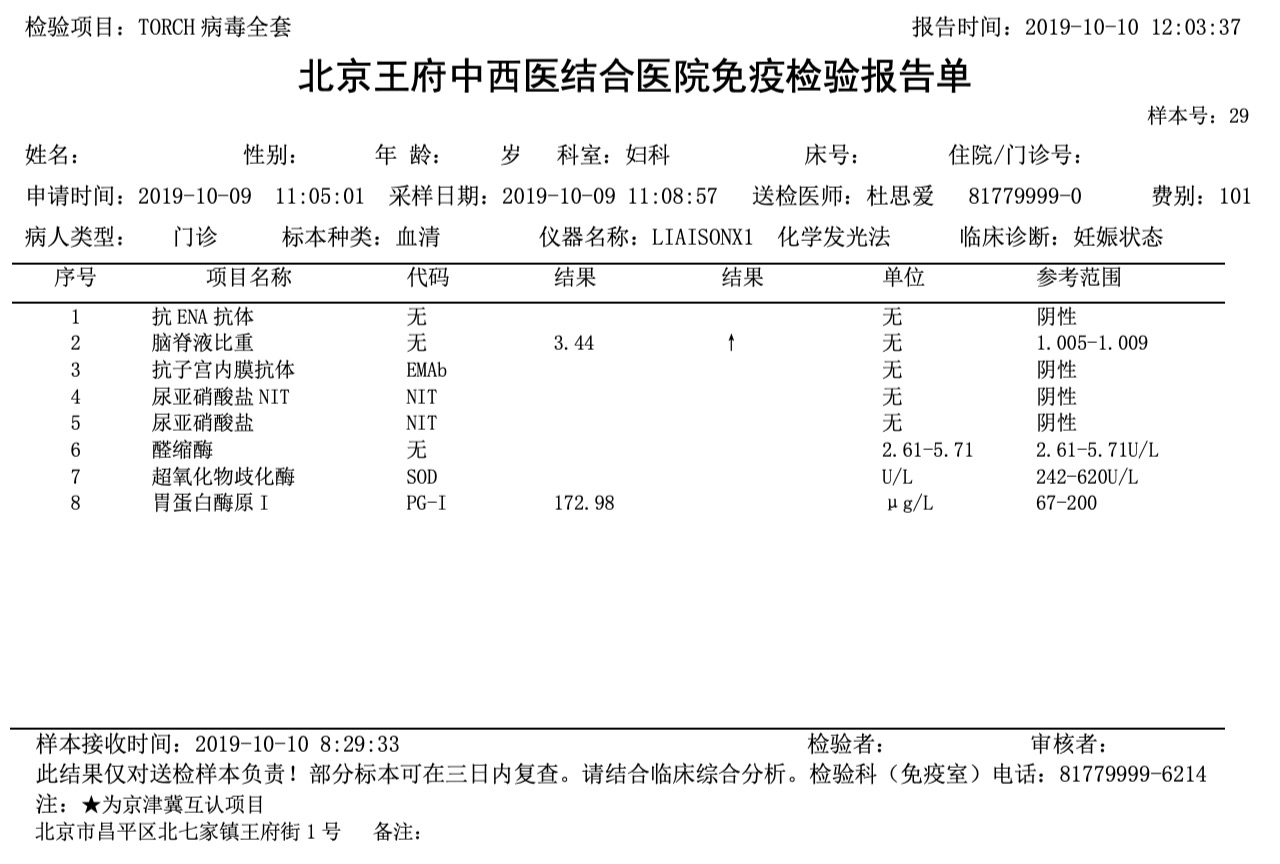 检验项目：TORCH 病毒全套 报告时间：2019-10-10 12:03:37
北京王府中西医结合医院免疫检验报告单
样本号：29
姓名： 性别： 年 龄： 岁 科室：妇科 床号： 住院/门诊号：
申请时间：2019-10-09 11:05:01 采样日期：2019-10-09 11:08:57 送检医师：杜思爱 81779999-0 费别：101
病人类型： 门诊 标本种类：血清 仪器名称：LIAISONX1 化学发光法 临床诊断：妊娠状态
序号 项目名称 代码 结果 结果 单位 参考范围
1 抗 ENA 抗体 无 无 阴性
2 脑脊液比重 无 3.44 ↑ 无 1.005-1.009
3 抗子宫内膜抗体 EMAb 无 阴性
4 尿亚硝酸盐 NIT NIT 无 阴性
5 尿亚硝酸盐 NIT 无 阴性
6 醛缩酶 无 2.61-5.71 2.61-5.71U/L
7 超氧化物歧化酶 SOD U/L 242-620U/L
8 胃蛋白酶原 I PG-I 172.98 μg/L 67-200
样本接收时间：2019-10-10 8:29:33 检验者： 审核者：
此结果仅对送检样本负责！部分标本可在三日内复查。请结合临床综合分析。检验科（免疫室）电话：81779999-6214
注：★为京津冀互认项目
北京市昌平区北七家镇王府街 1 号 备注：